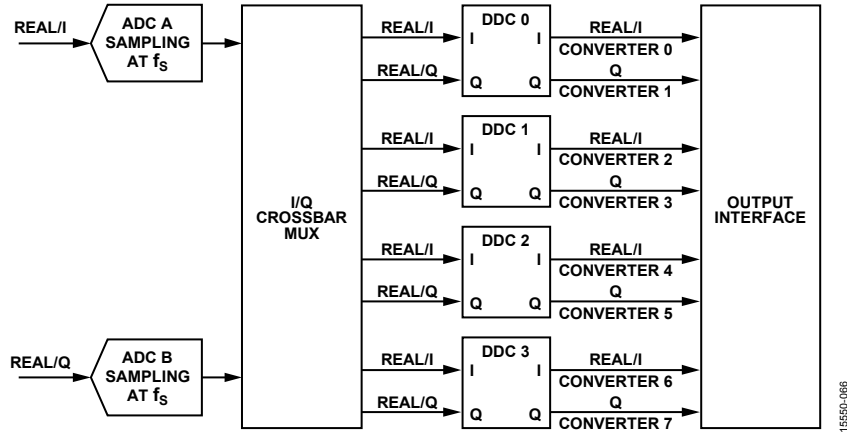 REAL/I
ADC A
SAMPLING
AT fS
REAL/Q
ADC B
SAMPLING
AT fS
I/Q
CROSSBAR
MUX
REAL/I
REAL/Q
DDC 0
I I
Q Q
REAL/I
CONVERTER 0
Q
CONVERTER 1
REAL/I
REAL/Q
DDC 1
I I
Q Q
REAL/I
CONVERTER 2
Q
CONVERTER 3
REAL/I
REAL/Q
DDC 2
I I
Q Q
REAL/I
CONVERTER 4
Q
CONVERTER 5
REAL/I
REAL/Q
DDC 3
I I
Q Q
REAL/I
CONVERTER 6
Q
CONVERTER 7
OUTPUT
INTERFACE
15550-066